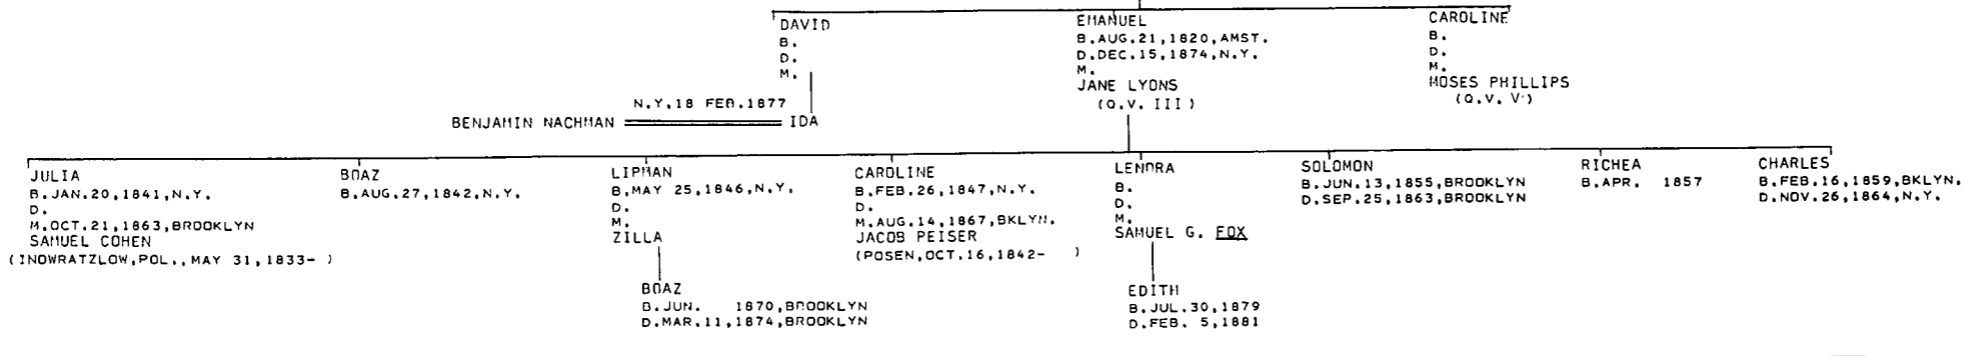 DAVID
B.
D.
M.
EMANUEL
B.AUG.21,1820,AMST.
D.DEC.15,1874,N.Y.
M.
JANE LYONS
(Q.V. III)
CAROLINE
B.
D.
M.
MOSES PHILLIPS
(Q.V. V)
N.Y.18 FEB.1877
BENJAMIN NACHMAN IDA
JULIA
B.JAN.20,1841,N.Y.
D.
M.OCT.21,1863,BROOKLYN
SAMUEL COHEN
(INOWRATZLOW,POL.,MAY 31,1833- )
BOAZ
B.AUG.27,1842,N.Y.
LIPMAN
B.MAY 25,1846,N.Y.
D.
M.
ZILLA
CAROLINE
B.FEB.26,1847,N.Y.
D.
M.AUG.14,1867,BKLYN.
JACOB PEISER
(POSEN,OCT.16,1842- )
LENORA
B.
D.
M.
SAMUEL G. FOX
SOLOMON
B.JUN.13,1855,BROOKLYN
D.SEP.25,1863,BROOKLYN
RICHEA
B.APR. 1857
CHARLES
B.FEB.16,1859,BKLYN.
D.NOV.26,1864,N.Y.
BOAZ
B.JUN. 1870,BROOKLYN
D.MAR.11,1874,BROOKLYN
EDITH
B.JUL.30,1879
D.FEB. 5,1881